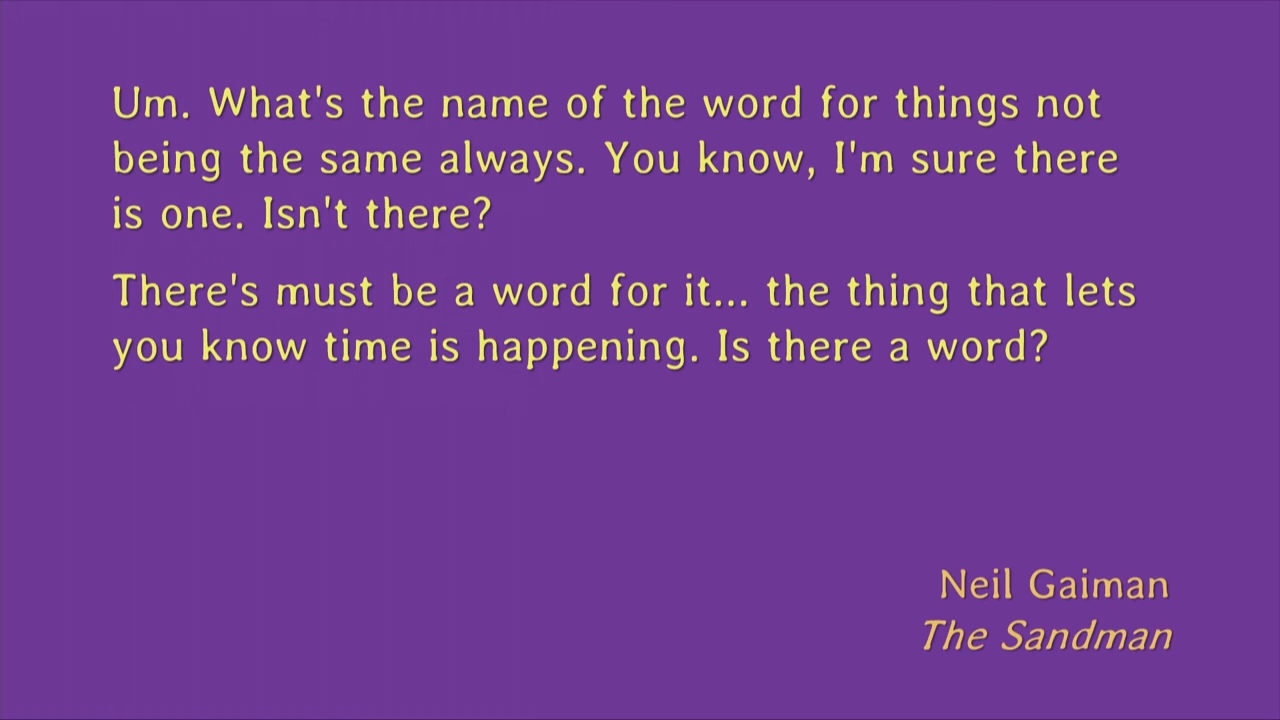 Um. What's the name of the word for things not
being the same always. You know, I'm sure there
is one. Isn't there?
There's must be a word for it... the thing that lets
you know time is happening. Is there a word?
Neil Gaiman
The Sandman